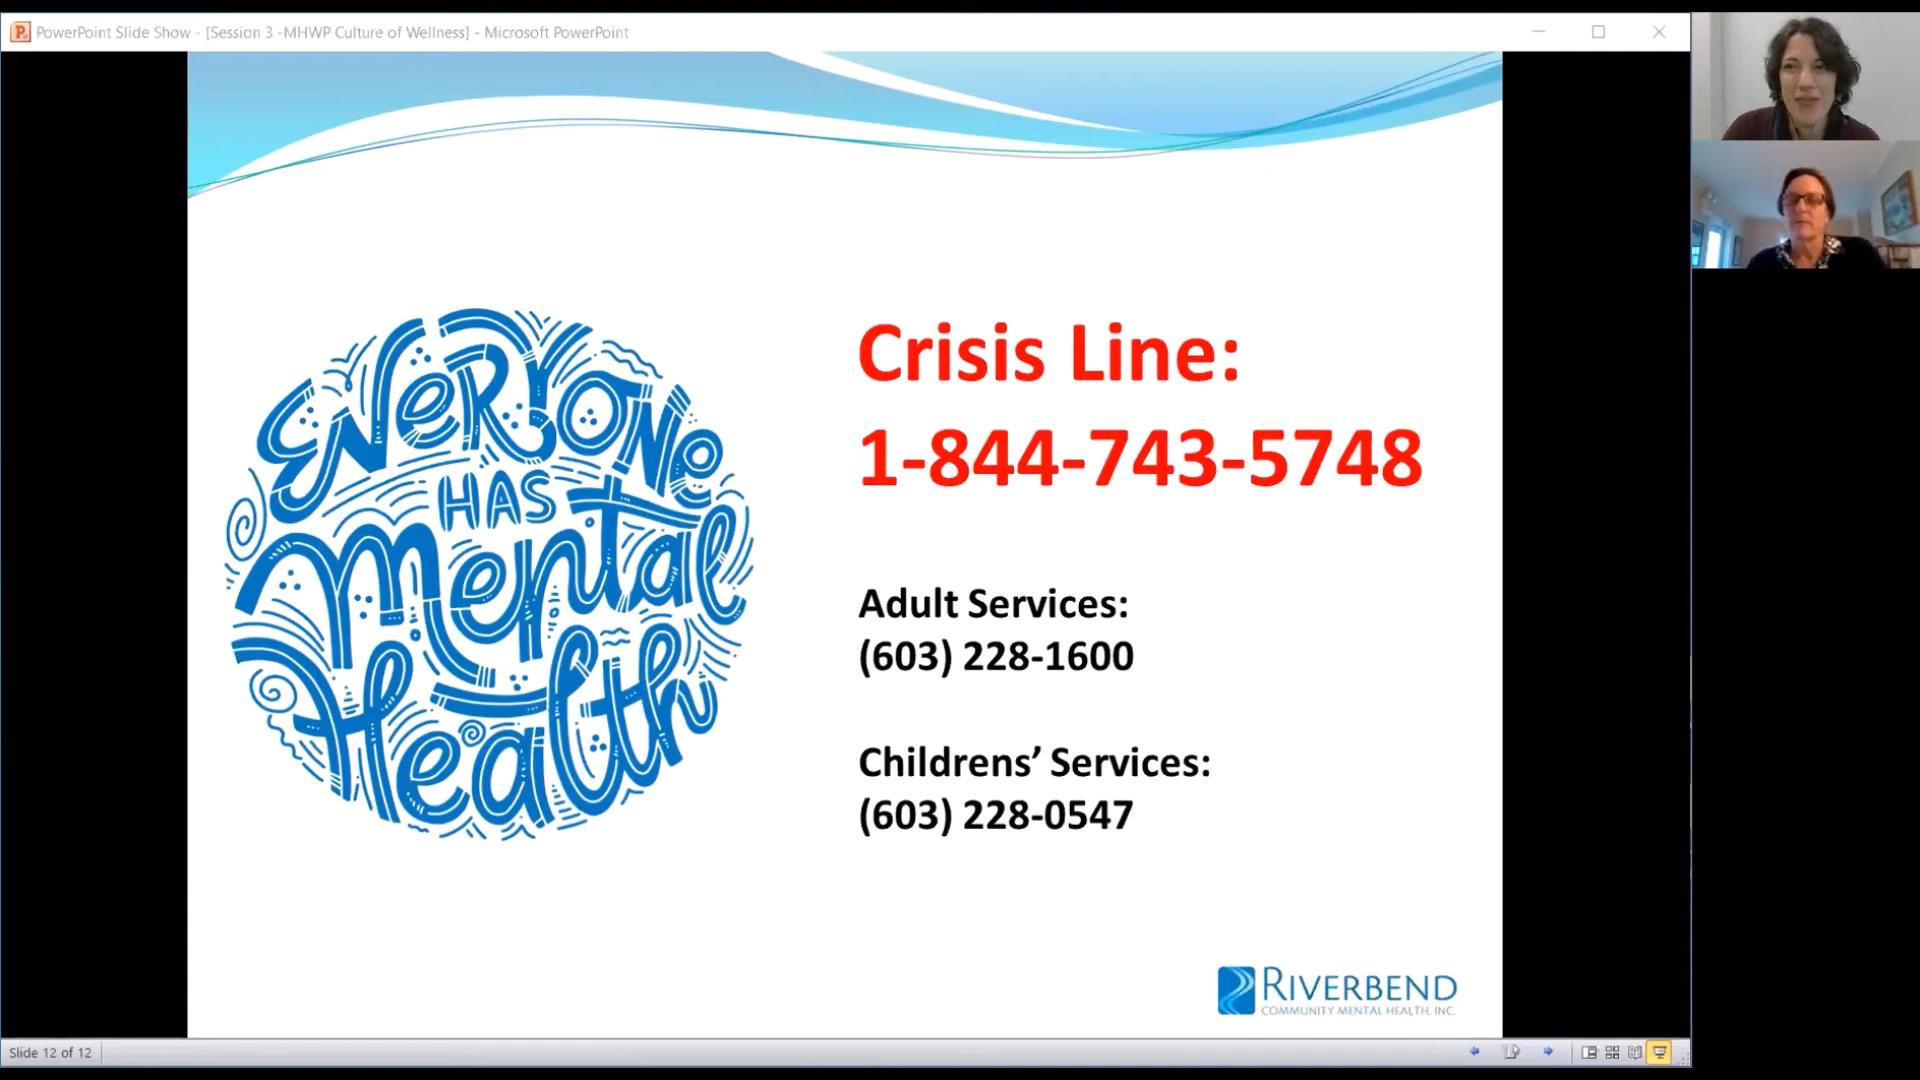 PowerPoint Slide Show - [Session 3 -MHWP Culture of Wellness] - Microsoft PowerPoint
EVERYONE
HAS
Mental
Health
Crisis Line:
1-844-743-5748
Adult Services:
(603) 228-1600
Childrens’ Services:
(603) 228-0547
RIVERBEND
COMMUNITY MENTAL HEALTH, INC.
Slide 12 of 12